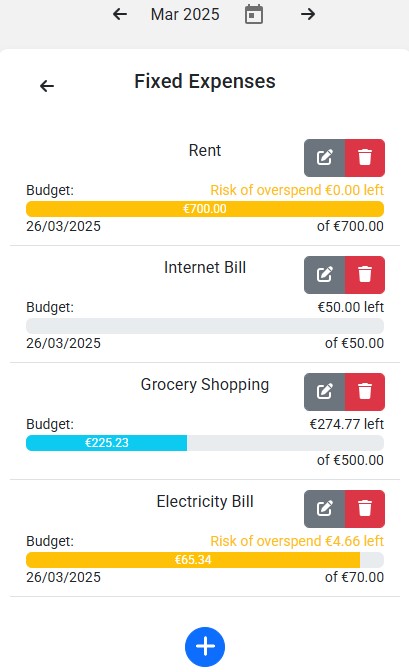 Mar 2025
Fixed Expenses
Rent
Budget: Risk of overspend €0.00 left
€700.00
26/03/2025 of €700.00
Internet Bill
Budget: €50.00 left
26/03/2025 of €50.00
Grocery Shopping
Budget: €274.77 left
€225.23
of €500.00
Electricity Bill
Budget: Risk of overspend €4.66 left
€65.34
26/03/2025 of €70.00